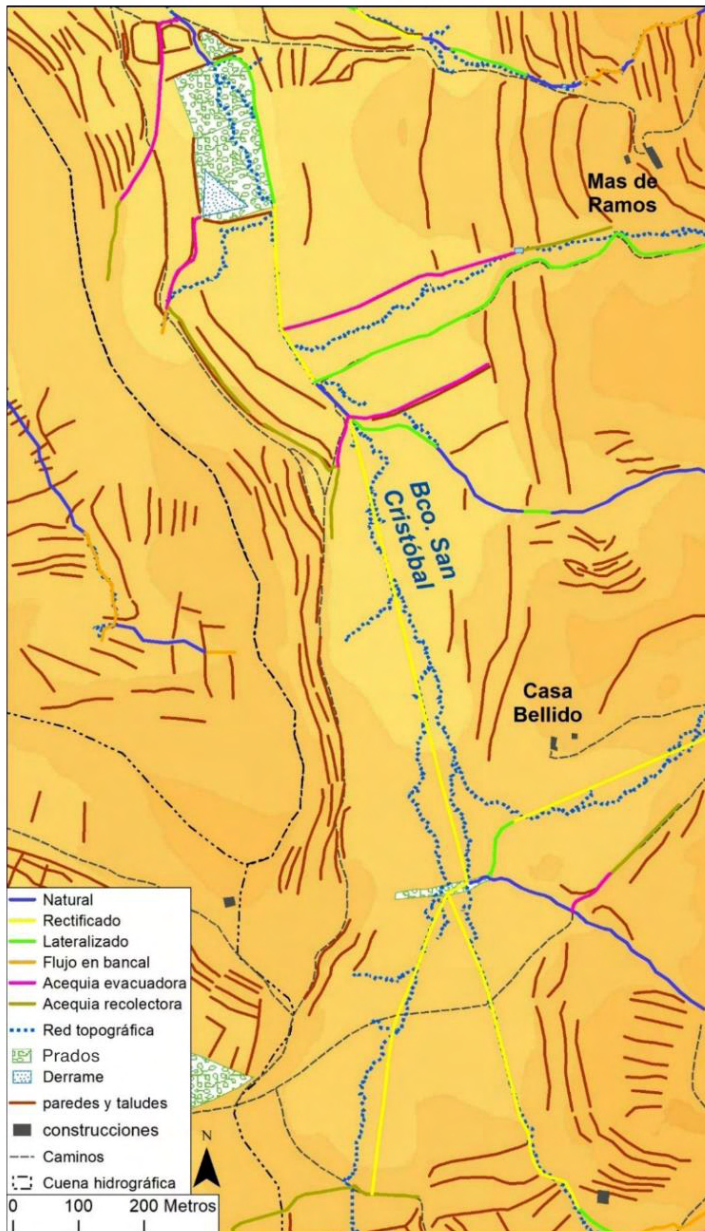 Mas de
Ramos
Bco. San
Cristóbal
Casa
Bellido
Natural
Rectificado
Lateralizado
Flujo en bancal
Acequia evacuadora
Acequia recolectora
Red topográfica
Prados
Derrame
paredes y taludes
construcciones
Caminos
Cuena hidrográfica
N
0 100 200 Metros